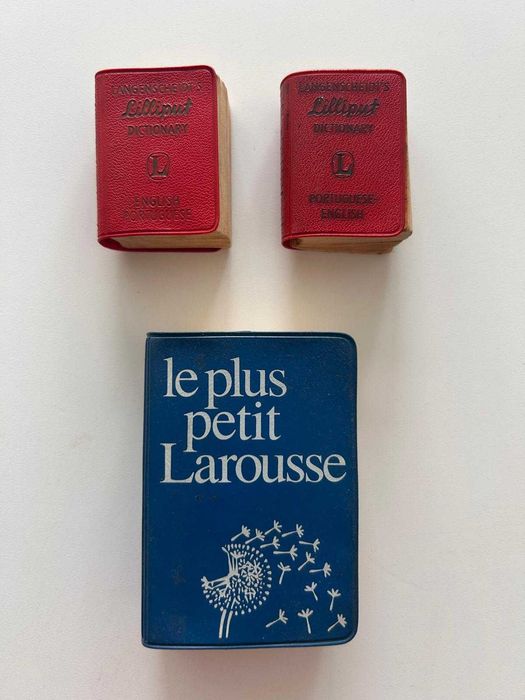 LANGENSCHEIDT'S
Lilliput
DICTIONARY
L
ENGLISH
PORTUGUESE
LANGENSCHEIDT'S
Lilliput
DICTIONARY
L
PORTUGUESE-
ENGLISH
le plus
petit
Larousse